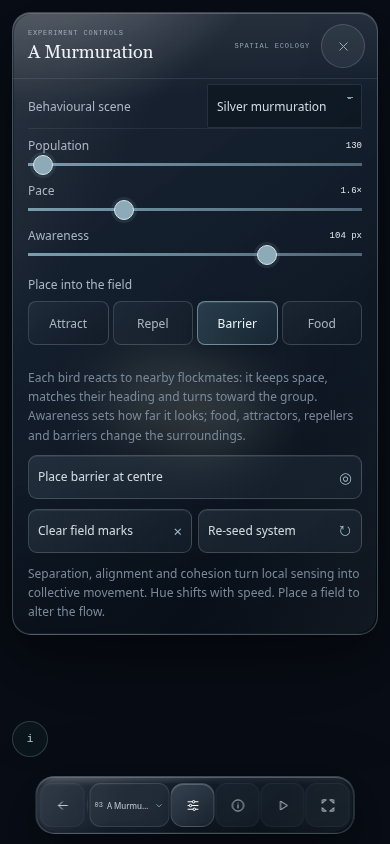 EXPERIMENT CONTROLS
A Murmuration
SPATIAL ECOLOGY
Behavioural scene
Silver murmuration
Population
130
Pace
1.6×
Awareness
104 px
Place into the field
Attract
Repel
Barrier
Food
Each bird reacts to nearby flockmates: it keeps space,
matches their heading and turns toward the group.
Awareness sets how far it looks; food, attractors, repellers
and barriers change the surroundings.
Place barrier at centre
Clear field marks
Re-seed system
Separation, alignment and cohesion turn local sensing into
collective movement. Hue shifts with speed. Place a field to
alter the flow.
i
03 A Murmu...